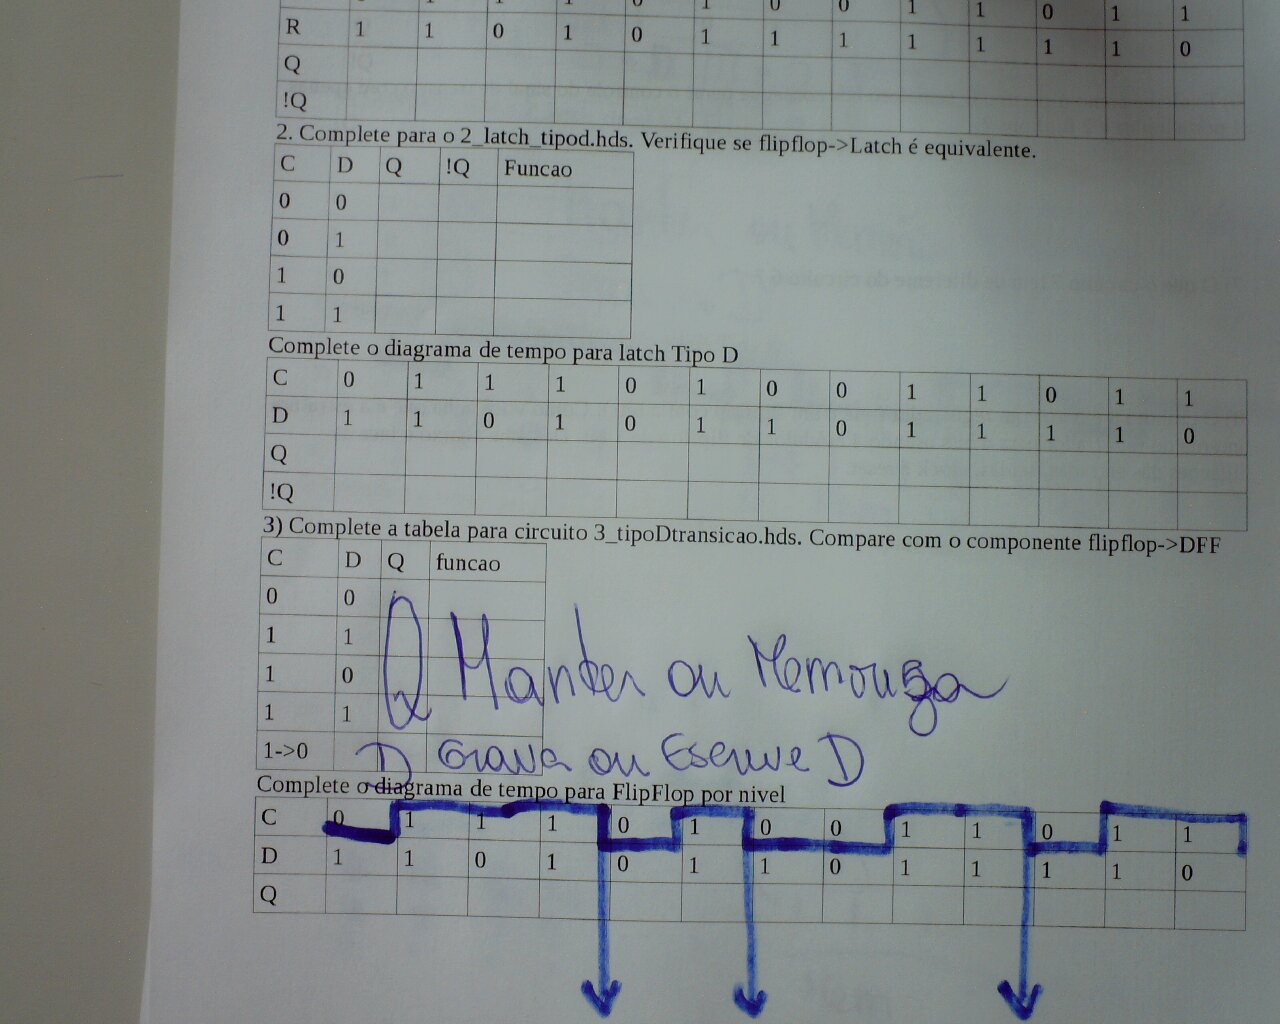 R 1 1 0 1 0 1 1 1 1 1 1 1 0
Q
!Q
2. Complete para o 2_latch_tipod.hds. Verifique se flipflop->Latch é equivalente.
C D Q !Q Funcao
0 0
0 1
1 0
1 1
Complete o diagrama de tempo para latch Tipo D
C 0 1 1 1 0 1 0 0 1 1 0 1 1
D 1 1 0 1 0 1 1 0 1 1 1 1 0
Q
!Q
3) Complete a tabela para circuito 3_tipoDtransicao.hds. Compare com o componente flipflop->DFF
C D Q funcao
0 0
1 1
1 0
Q Manter ou Memoriza
1 1
1->0 D Grava ou Escreve D
Complete o diagrama de tempo para FlipFlop por nivel
C 0 1 1 1 0 1 0 0 1 1 0 1 1
D 1 1 0 1 0 1 1 0 1 1 1 1 0
Q